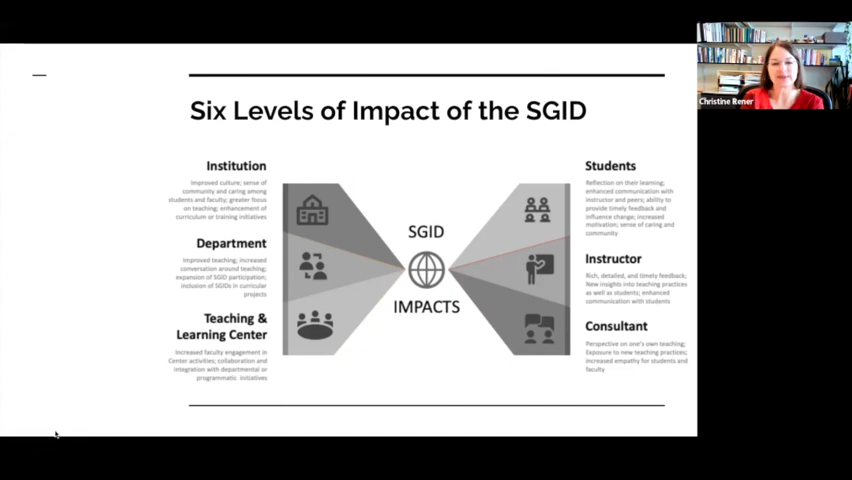 Six Levels of Impact of the SGID
Institution
Improved culture; sense of
community and caring among
students and faculty; greater focus
on teaching; enhancement of
curriculum or training initiatives
Department
Improved teaching; increased
conversation around teaching;
expansion of SGID participation;
inclusion of SGIDs in curricular
projects
Teaching &
Learning Center
Increased faculty engagement in
Center activities; collaboration and
integration with departmental or
programmatic initiatives
SGID
IMPACTS
Students
Reflection on their learning;
enhanced communication with
instructor and peers; ability to
provide timely feedback and
influence change; increased
motivation; sense of caring and
community
Instructor
Rich, detailed, and timely feedback;
New insights into teaching practices
as well as students; enhanced
communication with students
Consultant
Perspective on one's own teaching;
Exposure to new teaching practices;
increased empathy for students and
faculty
Christine Rener